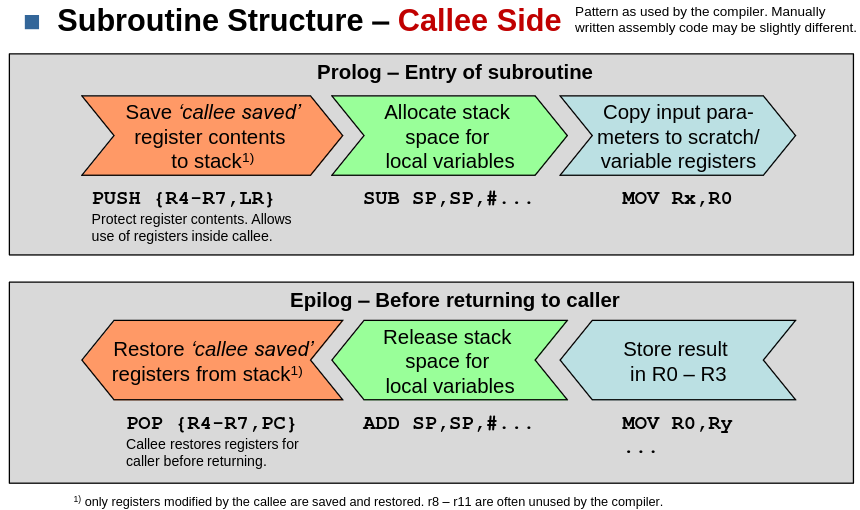 Subroutine Structure – Callee Side
Pattern as used by the compiler. Manually
written assembly code may be slightly different.
Prolog – Entry of subroutine
Save ‘callee saved’
register contents
to stack1)
Allocate stack
space for
local variables
Copy input para-
meters to scratch/
variable registers
PUSH {R4-R7,LR}
Protect register contents. Allows
use of registers inside callee.
SUB SP,SP,#...
MOV Rx,R0
Epilog – Before returning to caller
Restore ‘callee saved’
registers from stack1)
Release stack
space for
local variables
Store result
in R0 – R3
POP {R4-R7,PC}
Callee restores registers for
caller before returning.
ADD SP,SP,#...
MOV R0,Ry
...
1) only registers modified by the callee are saved and restored. r8 – r11 are often unused by the compiler.